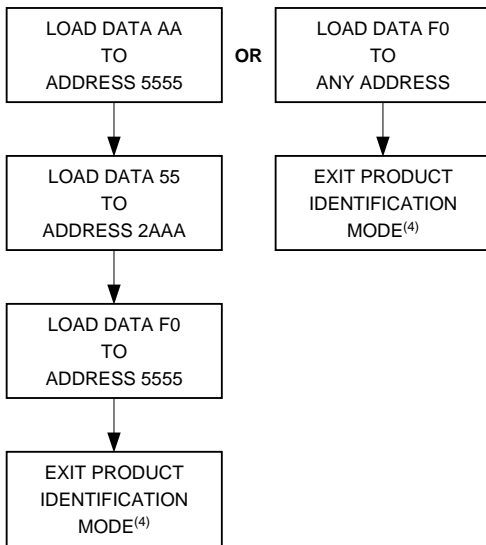 LOAD DATA AA
TO
ADDRESS 5555
LOAD DATA 55
TO
ADDRESS 2AAA
LOAD DATA F0
TO
ADDRESS 5555
EXIT PRODUCT
IDENTIFICATION
MODE(4)
OR
LOAD DATA F0
TO
ANY ADDRESS
EXIT PRODUCT
IDENTIFICATION
MODE(4)